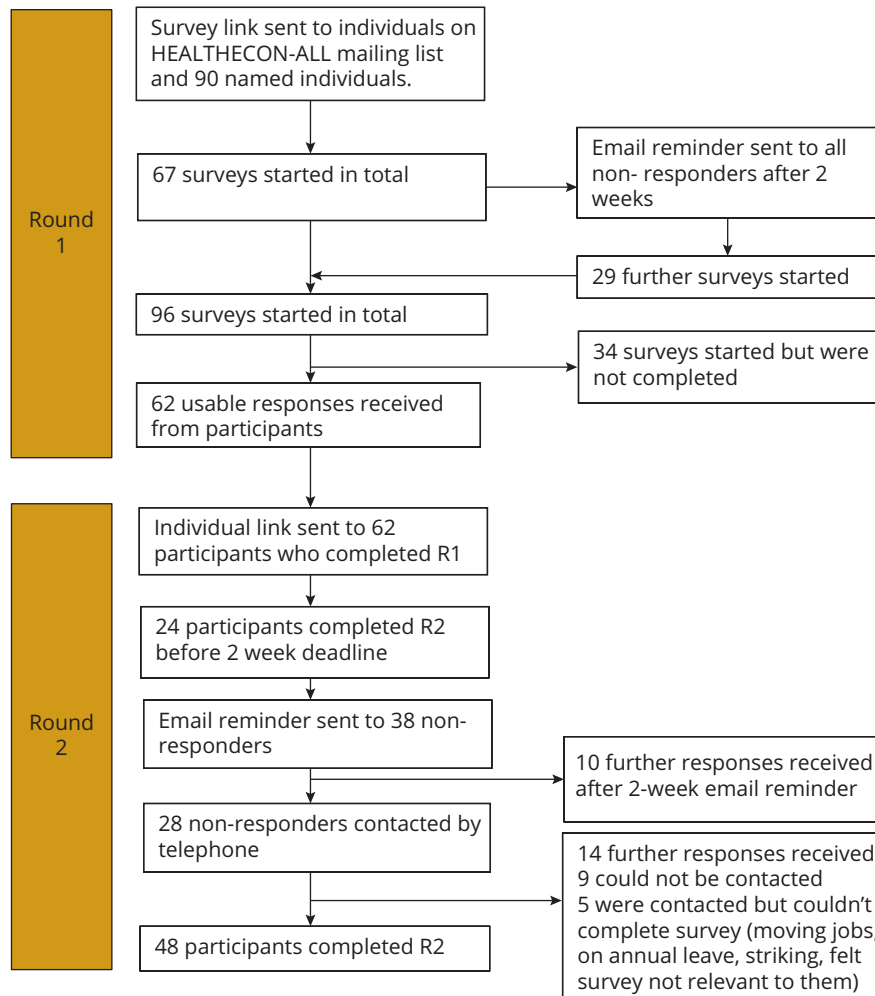 Survey link sent to individuals on
HEALTHECON-ALL mailing list
and 90 named individuals.
67 surveys started in total
Email reminder sent to all
non- responders after 2
weeks
Round
1
29 further surveys started
96 surveys started in total
34 surveys started but were
not completed
62 usable responses received
from participants
Individual link sent to 62
participants who completed R1
24 participants completed R2
before 2 week deadline
Round
2
Email reminder sent to 38 non-
responders
10 further responses received
after 2-week email reminder
28 non-responders contacted by
telephone
14 further responses received
9 could not be contacted
5 were contacted but couldn't
complete survey (moving jobs,
on annual leave, striking, felt
survey not relevant to them)
48 participants completed R2